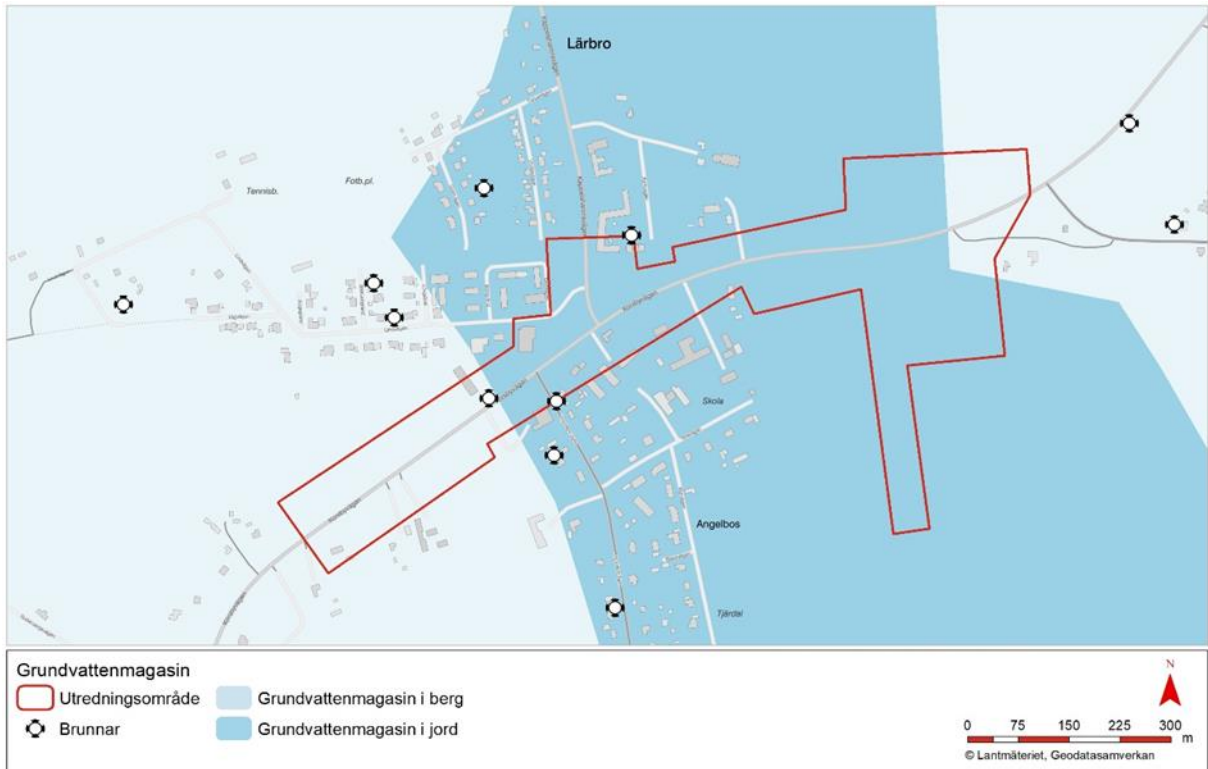 Lärbro
Tennisb.
Fotb.pl.
Skola
Angelbos
Tjärdal
Grundvattenmagasin
Utredningsområde
Grundvattenmagasin i berg
Brunnar
Grundvattenmagasin i jord
N
0 75 150 225 300
m
© Lantmäteriet, Geodatasamverkan